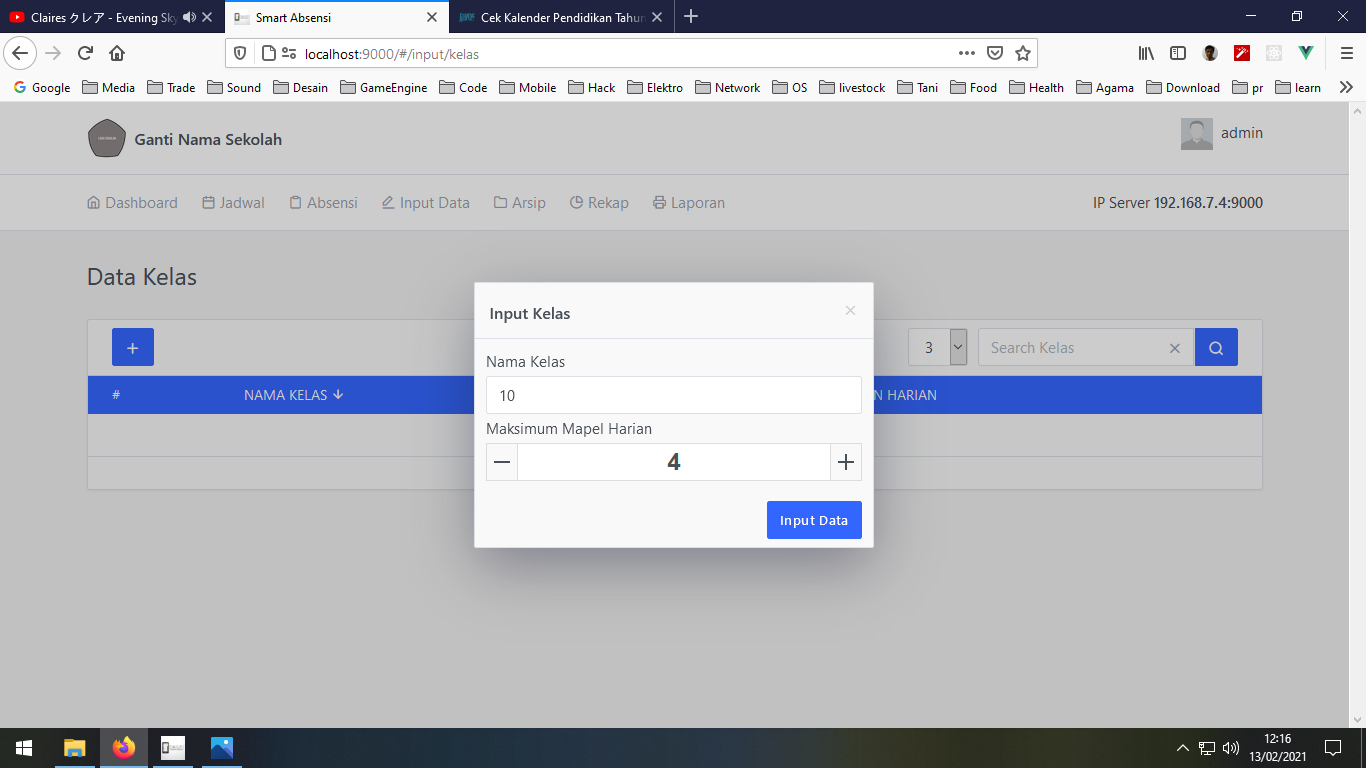 Claires クレア - Evening Sky
Smart Absensi
Cek Kalender Pendidikan Tahun
localhost:9000/#/input/kelas
Google Media Trade Sound Desain GameEngine Code Mobile Hack Elektro Network OS livestock Tani Food Health Agama Download pr learn
Ganti Nama Sekolah
admin
Dashboard Jadwal Absensi Input Data Arsip Rekap Laporan
IP Server 192.168.7.4:9000
Data Kelas
Input Kelas
Nama Kelas
10
Maksimum Mapel Harian
4
Input Data
3
Search Kelas
# NAMA KELAS
N HARIAN
12:16
13/02/2021